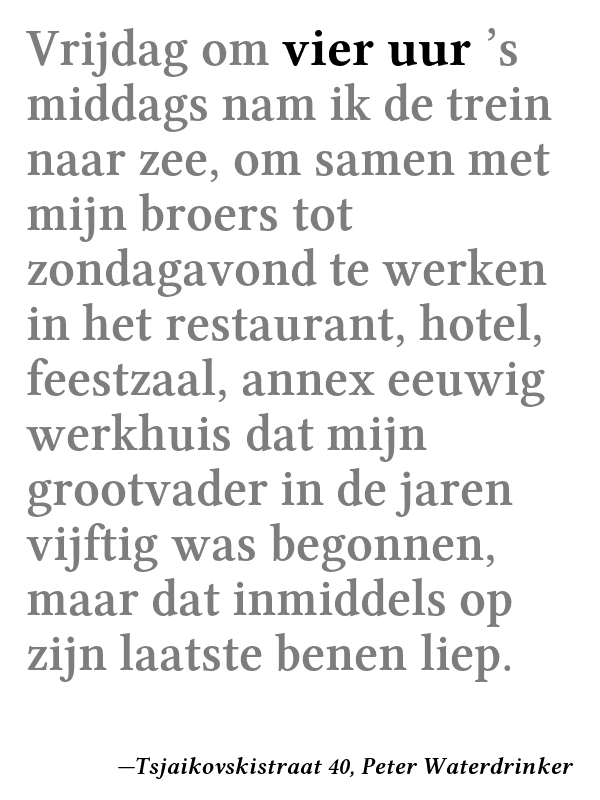 Vrijdag om vier uur ’s
middags nam ik de trein
naar zee, om samen met
mijn broers tot
zondagavond te werken
in het restaurant, hotel,
feestzaal, annex eeuwig
werkhuis dat mijn
grootvader in de jaren
vijftig was begonnen,
maar dat inmiddels op
zijn laatste benen liep.
—Tsjaikovskistraat 40, Peter Waterdrinker